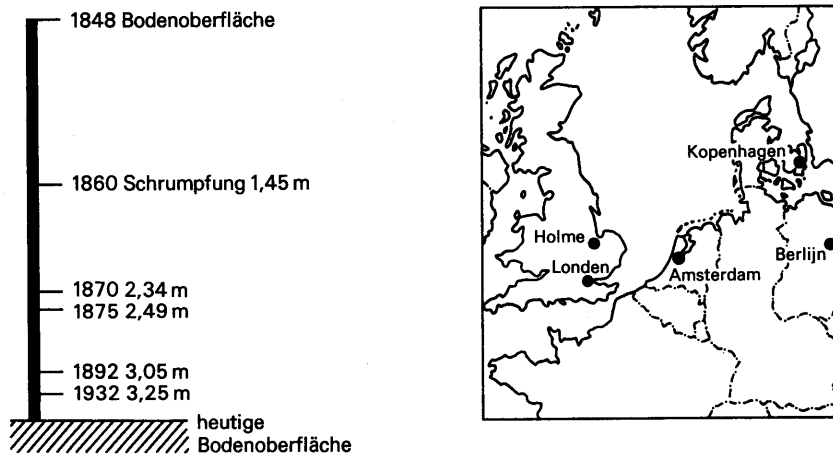 1848 Bodenoberfläche
1860 Schrumpfung 1,45 m
1870 2,34 m
1875 2,49 m
1892 3,05 m
1932 3,25 m
heutige
Bodenoberfläche
Kopenhagen
Holme
Londen
Amsterdam
Berlijn